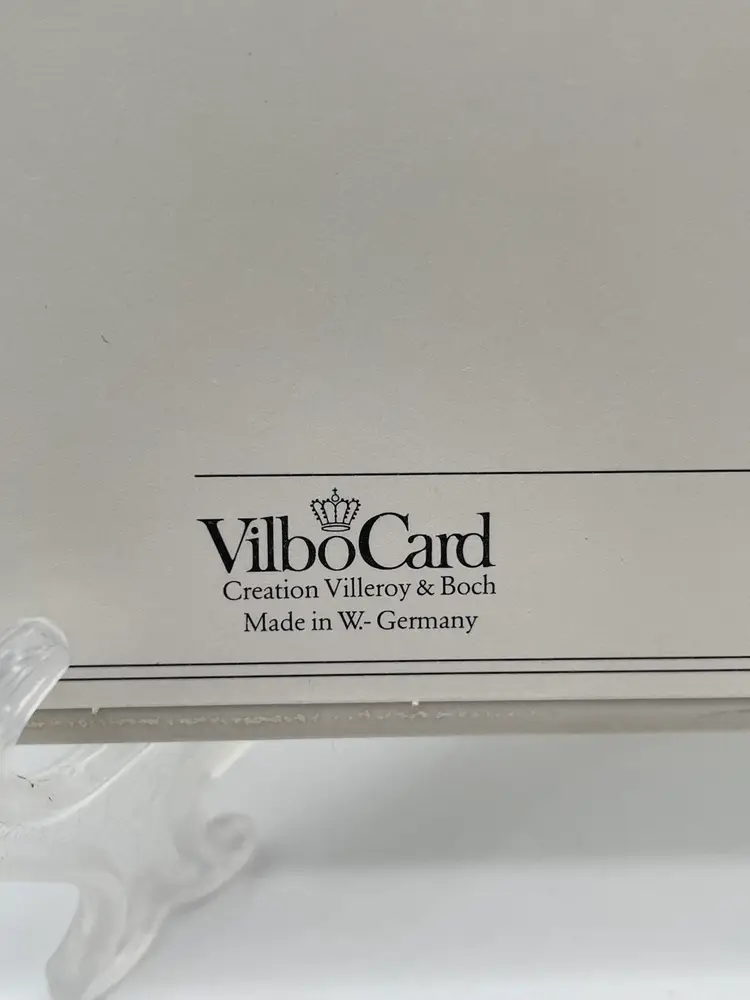 VilboCard
Creation Villeroy & Boch
Made in W.- Germany